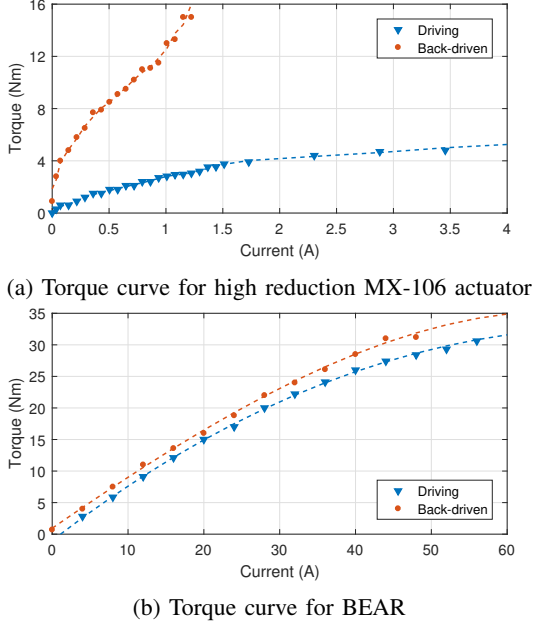 16
12
8
4
0
Torque (Nm)
Driving
Back-driven
0 0.5 1 1.5 2 2.5 3 3.5 4
Current (A)
(a) Torque curve for high reduction MX-106 actuator
35
30
25
20
15
10
5
0
Torque (Nm)
Driving
Back-driven
0 10 20 30 40 50 60
Current (A)
(b) Torque curve for BEAR